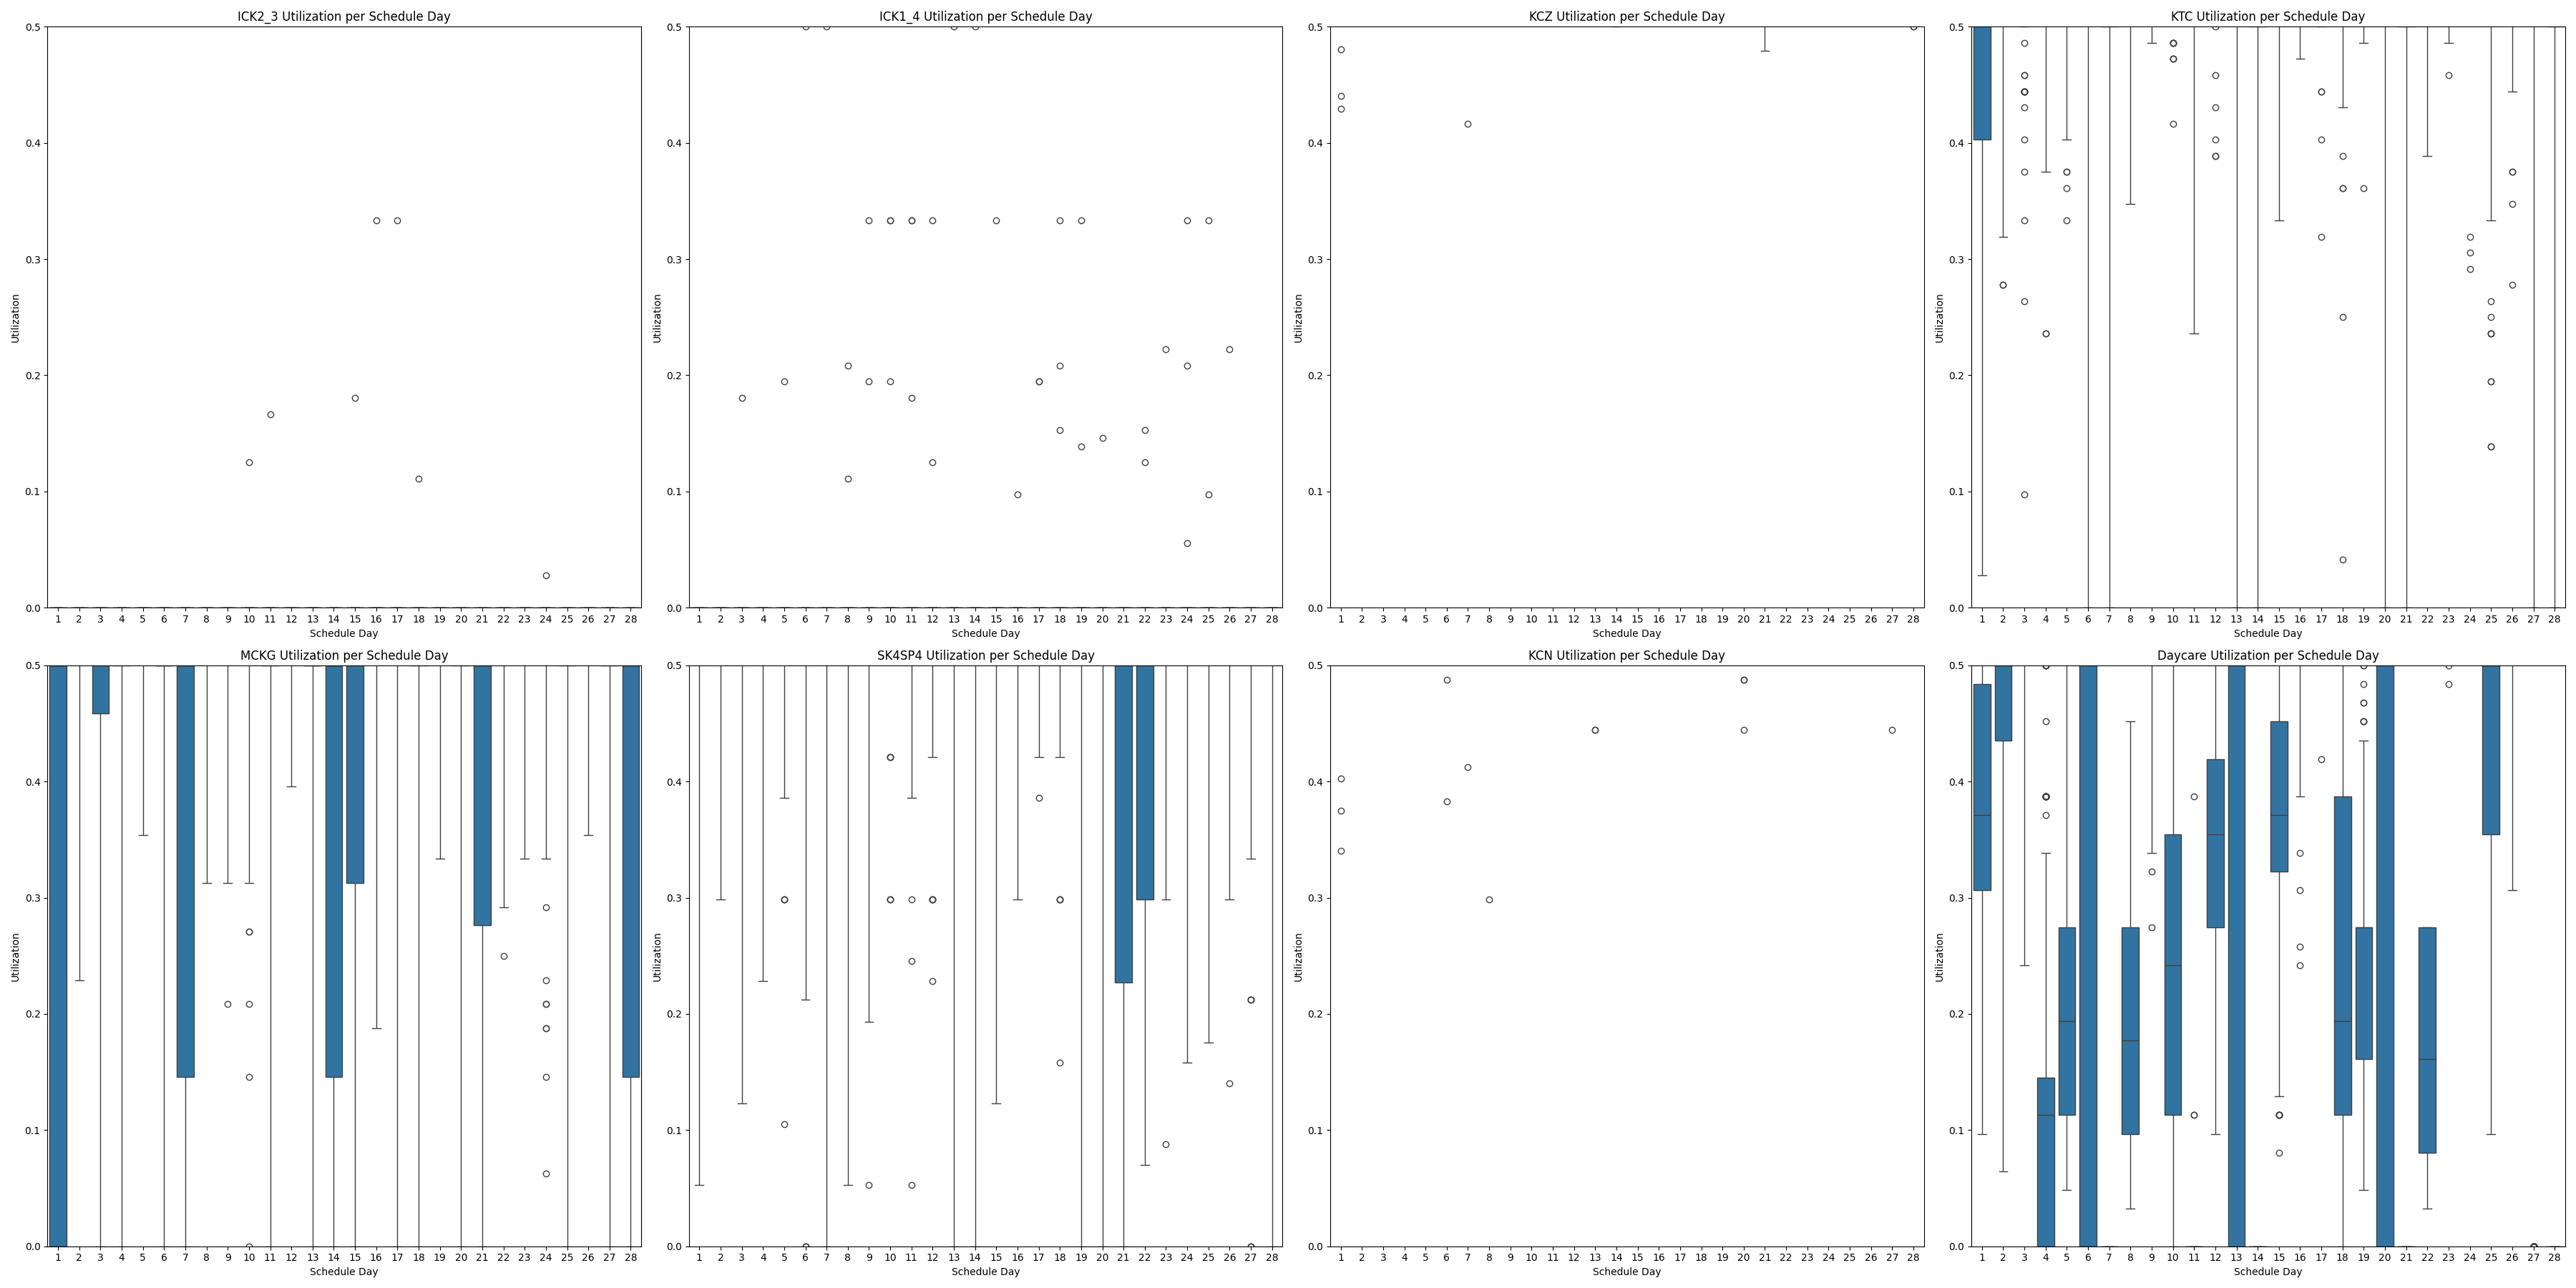 ICK2_3 Utilization per Schedule Day
0.5
0.4
0.3
0.2
0.1
0.0
Utilization
1 2 3 4 5 6 7 8 9 10 11 12 13 14 15 16 17 18 19 20 21 22 23 24 25 26 27 28
Schedule Day
ICK1_4 Utilization per Schedule Day
0.5
0.4
0.3
0.2
0.1
0.0
Utilization
1 2 3 4 5 6 7 8 9 10 11 12 13 14 15 16 17 18 19 20 21 22 23 24 25 26 27 28
Schedule Day
KCZ Utilization per Schedule Day
0.5
0.4
0.3
0.2
0.1
0.0
Utilization
1 2 3 4 5 6 7 8 9 10 11 12 13 14 15 16 17 18 19 20 21 22 23 24 25 26 27 28
Schedule Day
KTC Utilization per Schedule Day
0.5
0.4
0.3
0.2
0.1
0.0
Utilization
1 2 3 4 5 6 7 8 9 10 11 12 13 14 15 16 17 18 19 20 21 22 23 24 25 26 27 28
Schedule Day
MCKG Utilization per Schedule Day
0.5
0.4
0.3
0.2
0.1
0.0
Utilization
1 2 3 4 5 6 7 8 9 10 11 12 13 14 15 16 17 18 19 20 21 22 23 24 25 26 27 28
Schedule Day
SK4SP4 Utilization per Schedule Day
0.5
0.4
0.3
0.2
0.1
0.0
Utilization
1 2 3 4 5 6 7 8 9 10 11 12 13 14 15 16 17 18 19 20 21 22 23 24 25 26 27 28
Schedule Day
KCN Utilization per Schedule Day
0.5
0.4
0.3
0.2
0.1
0.0
Utilization
1 2 3 4 5 6 7 8 9 10 11 12 13 14 15 16 17 18 19 20 21 22 23 24 25 26 27 28
Schedule Day
Daycare Utilization per Schedule Day
0.5
0.4
0.3
0.2
0.1
0.0
Utilization
1 2 3 4 5 6 7 8 9 10 11 12 13 14 15 16 17 18 19 20 21 22 23 24 25 26 27 28
Schedule Day